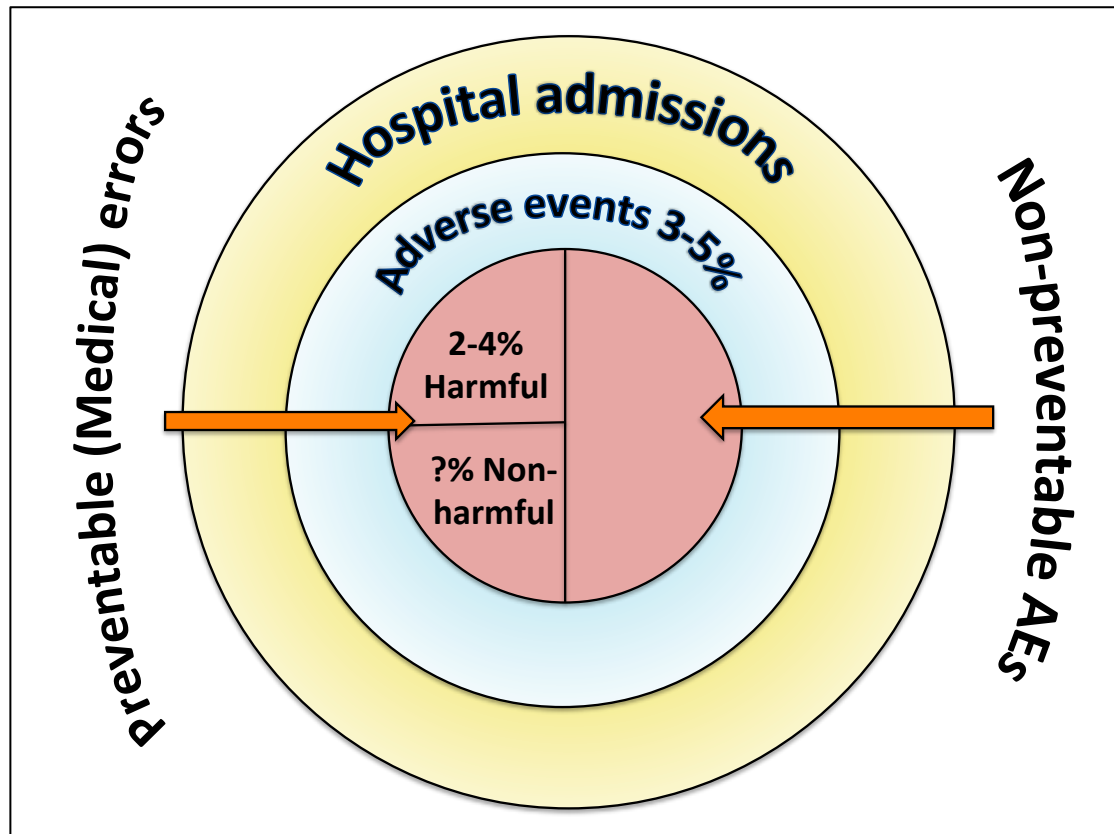 Hospital admissions
Adverse events 3-5%
Preventable (Medical) errors
2-4%
Harmful
?% Non-
harmful
Non-preventable AEs